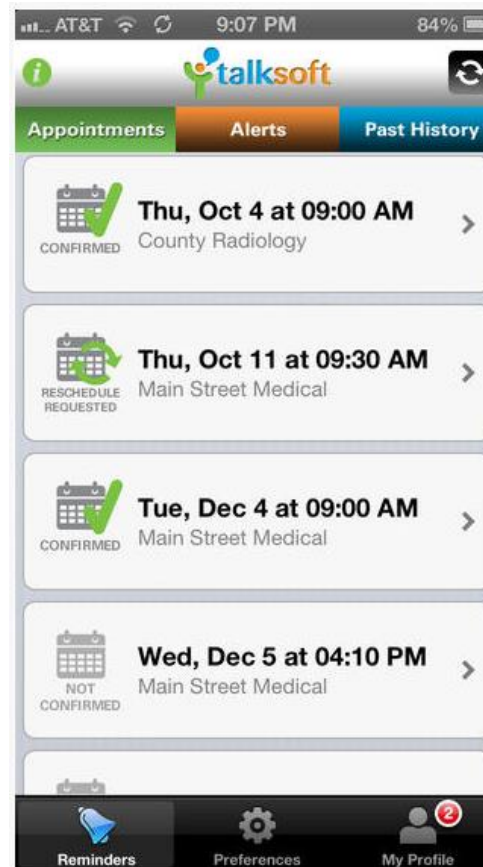 AT&T 9:07 PM 84%
i talksoft
Appointments Alerts Past History
Thu, Oct 4 at 09:00 AM
CONFIRMED County Radiology
Thu, Oct 11 at 09:30 AM
RESCHEDULE REQUESTED Main Street Medical
Tue, Dec 4 at 09:00 AM
CONFIRMED Main Street Medical
Wed, Dec 5 at 04:10 PM
NOT CONFIRMED Main Street Medical
2
Reminders Preferences My Profile